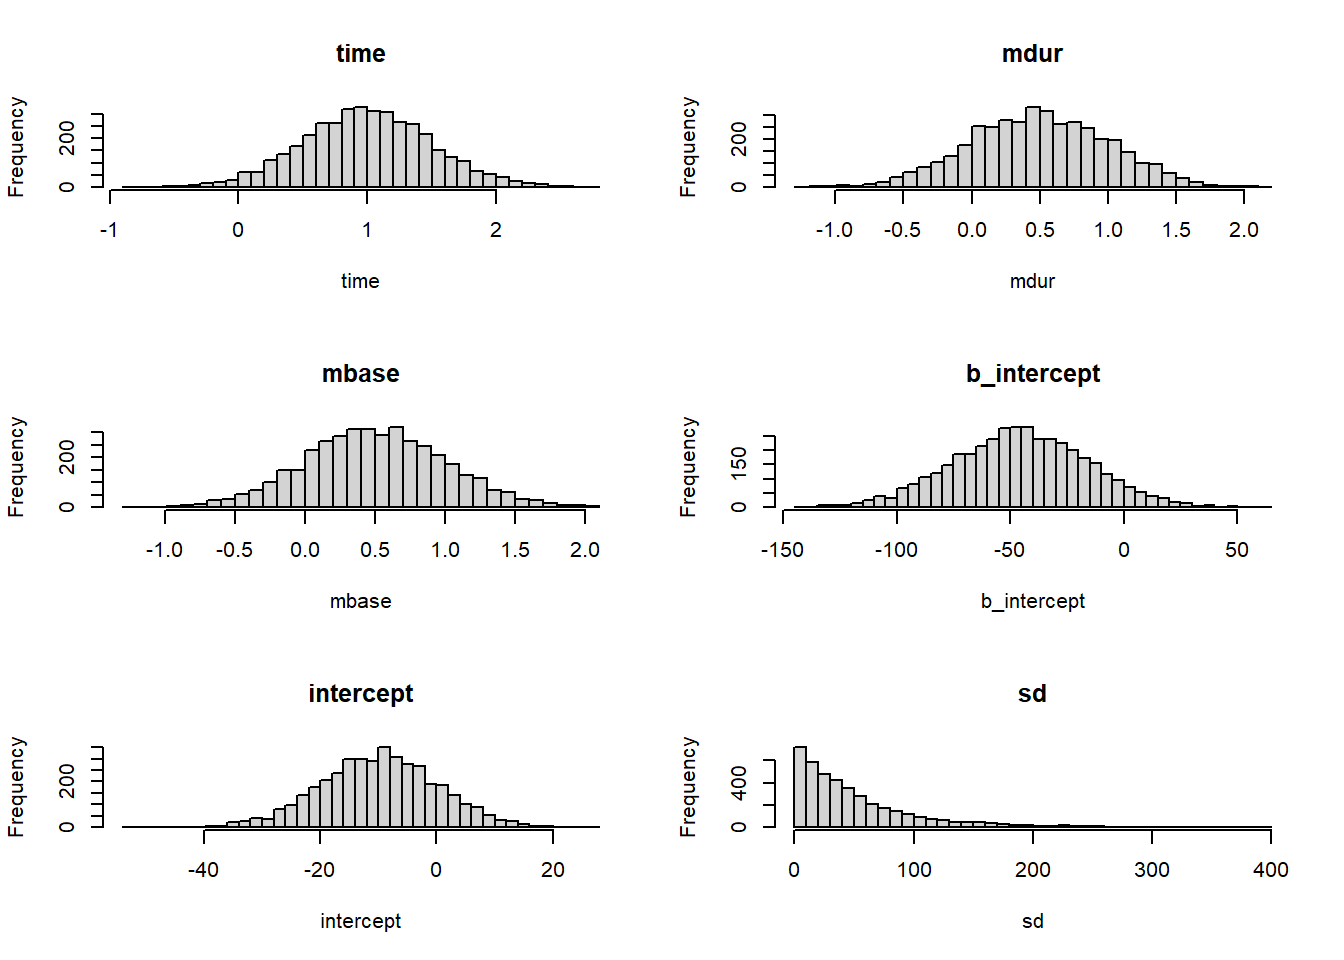 time
Frequency
0 200
-1 0 1 2
time
mdur
Frequency
0 200
-1.0 -0.5 0.0 0.5 1.0 1.5 2.0
mdur
mbase
Frequency
0 200
-1.0 -0.5 0.0 0.5 1.0 1.5 2.0
mbase
b_intercept
Frequency
0 150
-150 -100 -50 0 50
b_intercept
intercept
Frequency
0 200
-40 -20 0 20
intercept
sd
Frequency
0 400
0 100 200 300 400
sd